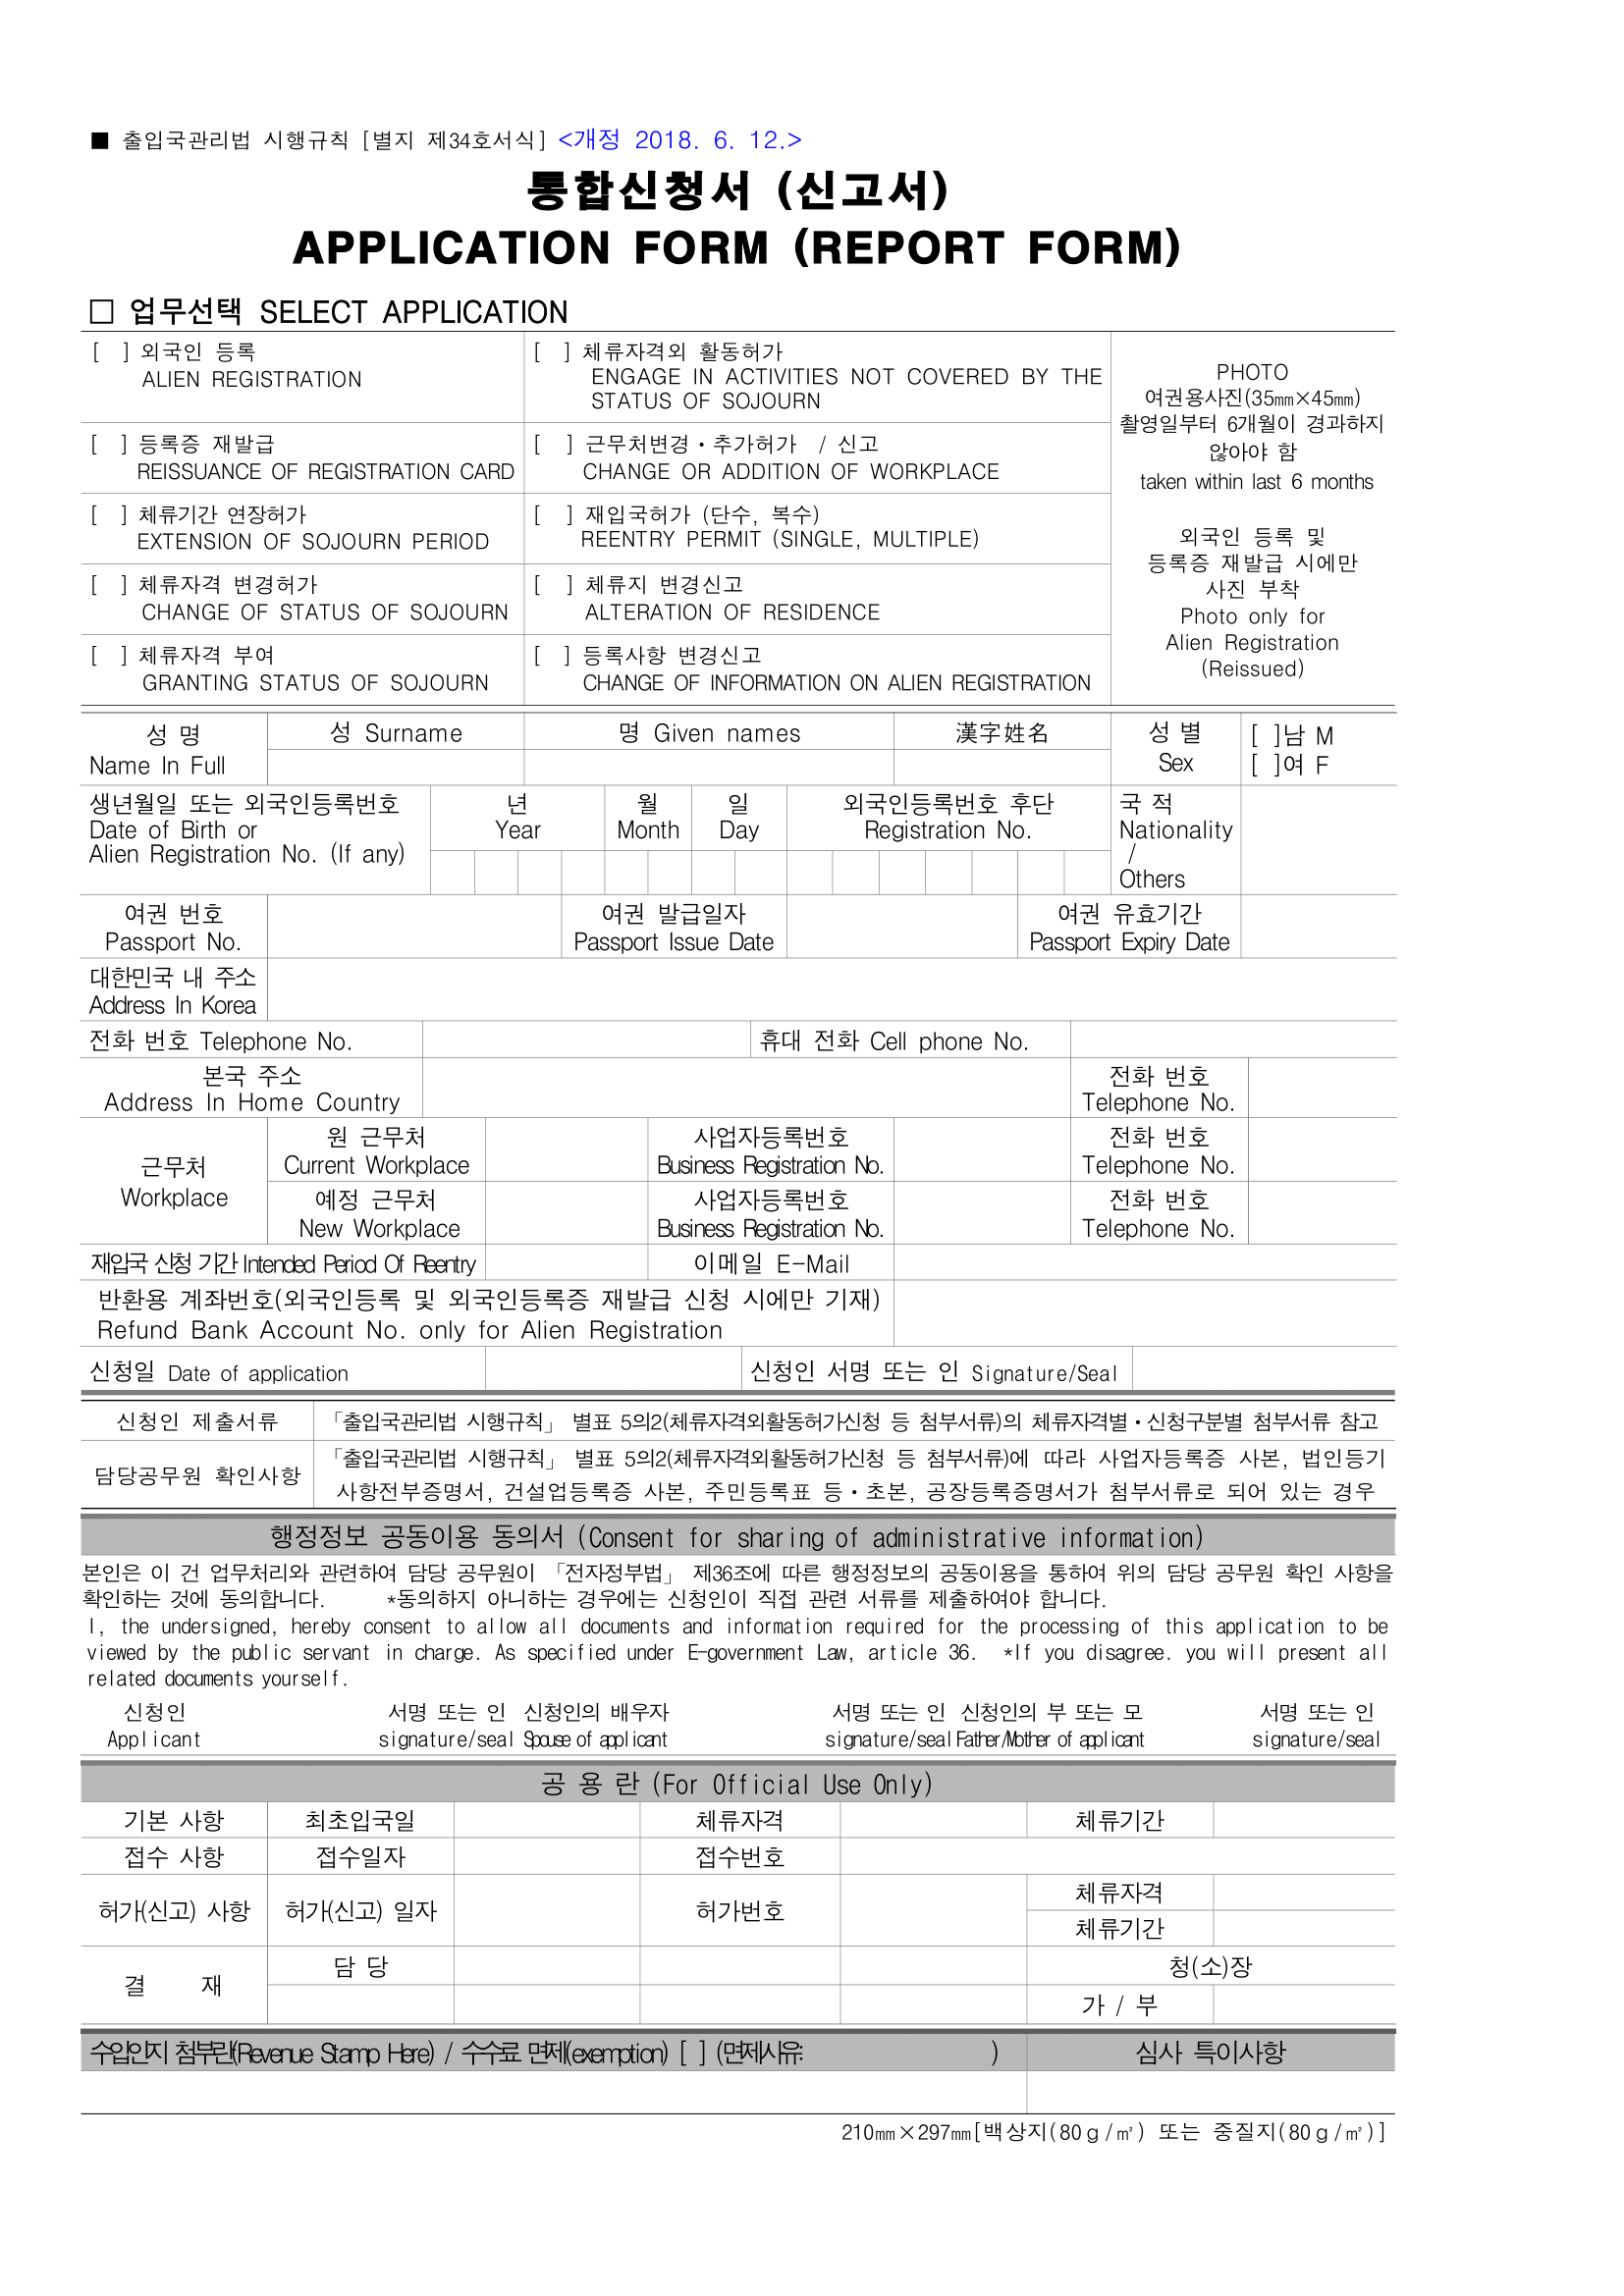 ■ 출입국관리법 시행규칙 [별지 제34호서식] <개정 2018. 6. 12.>
통합신청서 (신고서)
APPLICATION FORM (REPORT FORM)
□ 업무선택 SELECT APPLICATION
[ ] 외국인 등록
ALIEN REGISTRATION
[ ] 체류자격외 활동허가
ENGAGE IN ACTIVITIES NOT COVERED BY THE
STATUS OF SOJOURN
PHOTO
여권용사진(35㎜×45㎜)
촬영일부터 6개월이 경과하지
않아야 함
taken within last 6 months
외국인 등록 및
등록증 재발급 시에만
사진 부착
Photo only for
Alien Registration
(Reissued)
[ ] 등록증 재발급
REISSUANCE OF REGISTRATION CARD
[ ] 근무처변경·추가허가 / 신고
CHANGE OR ADDITION OF WORKPLACE
[ ] 체류기간 연장허가
EXTENSION OF SOJOURN PERIOD
[ ] 재입국허가 (단수, 복수)
REENTRY PERMIT (SINGLE, MULTIPLE)
[ ] 체류자격 변경허가
CHANGE OF STATUS OF SOJOURN
[ ] 체류지 변경신고
ALTERATION OF RESIDENCE
[ ] 체류자격 부여
GRANTING STATUS OF SOJOURN
[ ] 등록사항 변경신고
CHANGE OF INFORMATION ON ALIEN REGISTRATION
성 명
Name In Full
성 Surname
명 Given names
漢字姓名
성 별
Sex
[ ]남 M
[ ]여 F
생년월일 또는 외국인등록번호
Date of Birth or
Alien Registration No. (If any)
년
Year
월
Month
일
Day
외국인등록번호 후단
Registration No.
국 적
Nationality
/
Others
여권 번호
Passport No.
여권 발급일자
Passport Issue Date
여권 유효기간
Passport Expiry Date
대한민국 내 주소
Address In Korea
전화 번호 Telephone No.
휴대 전화 Cell phone No.
본국 주소
Address In Home Country
전화 번호
Telephone No.
근무처
Workplace
원 근무처
Current Workplace
사업자등록번호
Business Registration No.
전화 번호
Telephone No.
예정 근무처
New Workplace
사업자등록번호
Business Registration No.
전화 번호
Telephone No.
재입국 신청 기간 Intended Period Of Reentry
이메일 E-Mail
반환용 계좌번호(외국인등록 및 외국인등록증 재발급 신청 시에만 기재)
Refund Bank Account No. only for Alien Registration
신청일 Date of application
신청인 서명 또는 인 Signature/Seal
신청인 제출서류
「출입국관리법 시행규칙」 별표 5의2(체류자격외활동허가신청 등 첨부서류)의 체류자격별·신청구분별 첨부서류 참고
담당공무원 확인사항
「출입국관리법 시행규칙」 별표 5의2(체류자격외활동허가신청 등 첨부서류)에 따라 사업자등록증 사본, 법인등기
사항전부증명서, 건설업등록증 사본, 주민등록표 등·초본, 공장등록증명서가 첨부서류로 되어 있는 경우
행정정보 공동이용 동의서 (Consent for sharing of administrative information)
본인은 이 건 업무처리와 관련하여 담당 공무원이 「전자정부법」 제36조에 따른 행정정보의 공동이용을 통하여 위의 담당 공무원 확인 사항을
확인하는 것에 동의합니다. *동의하지 아니하는 경우에는 신청인이 직접 관련 서류를 제출하여야 합니다.
I, the undersigned, hereby consent to allow all documents and information required for the processing of this application to be
viewed by the public servant in charge. As specified under E-government Law, article 36. *If you disagree. you will present all
related documents yourself.
신청인 서명 또는 인 신청인의 배우자 서명 또는 인 신청인의 부 또는 모 서명 또는 인
Applicant signature/seal Spouse of applicant signature/seal Father/Mother of applicant signature/seal
공 용 란 (For Official Use Only)
기본 사항 최초입국일 체류자격 체류기간
접수 사항 접수일자 접수번호
허가(신고) 사항 허가(신고) 일자 허가번호
체류자격
체류기간
결 재
담 당
청(소)장
가 / 부
수입인지 첨부란(Revenue Stamp Here) / 수수료 면제(exemption) [ ] (면제사유: )
심사 특이사항
210㎜×297㎜[백상지(80ｇ/㎡) 또는 중질지(80ｇ/㎡)]